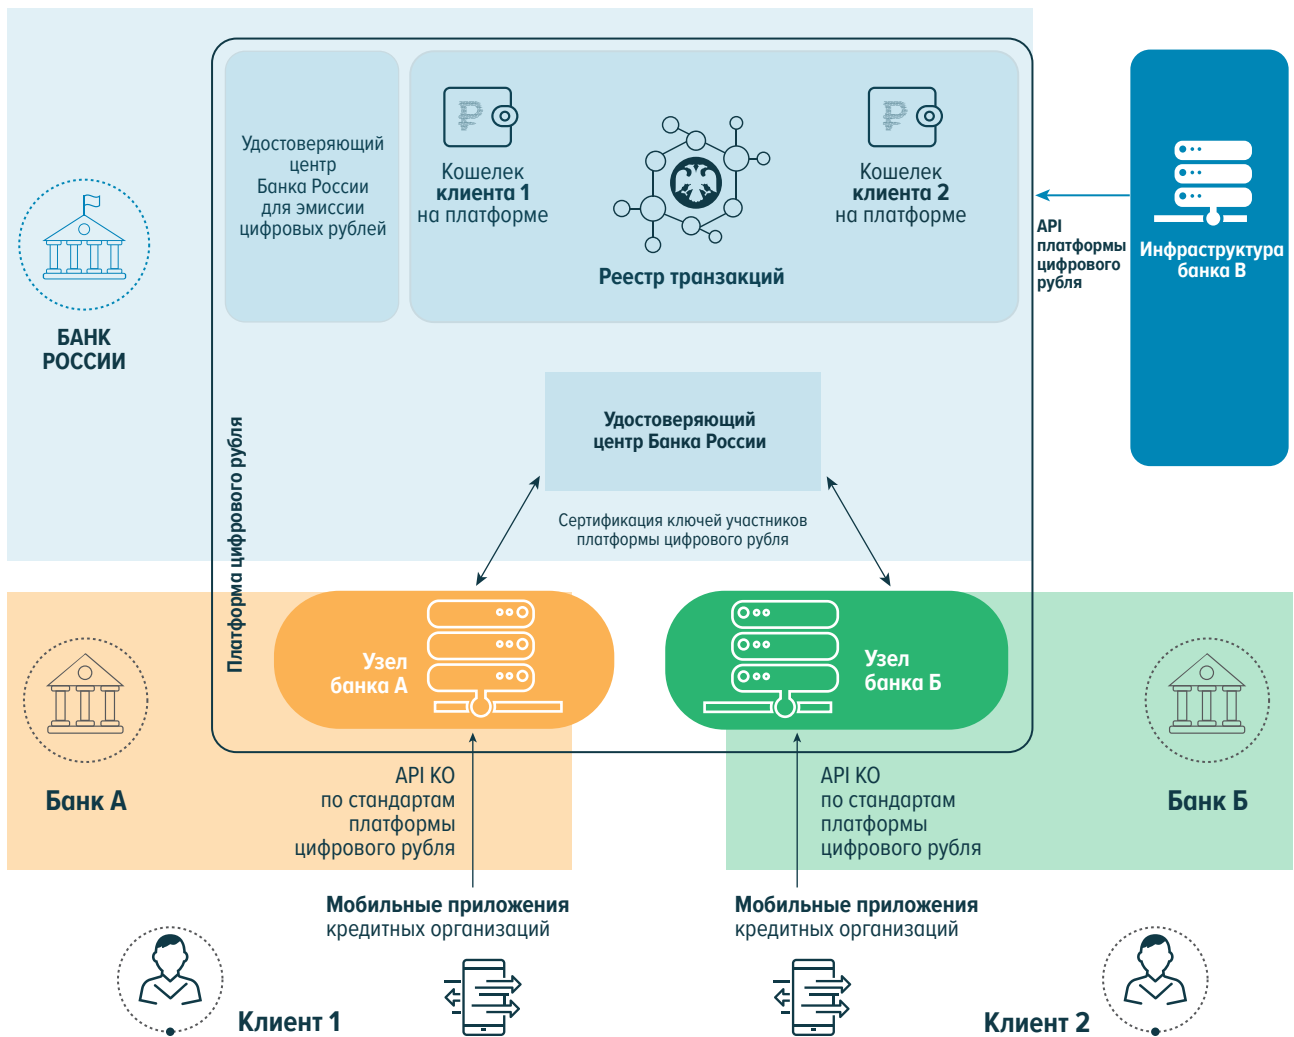 Удостоверяющий
центр
Банка России
для эмиссии
цифровых рублей
₽
Кошелек
клиента 1
на платформе
Реестр транзакций
₽
Кошелек
клиента 2
на платформе
API
платформы
цифрового
рубля
Инфраструктура
банка В
БАНК
РОССИИ
Платформа цифрового рубля
Удостоверяющий
центр Банка России
Сертификация ключей участников
платформы цифрового рубля
Узел
банка А
Узел
банка Б
Банк А
API КО
по стандартам
платформы
цифрового рубля
API КО
по стандартам
платформы
цифрового рубля
Банк Б
Мобильные приложения
кредитных организаций
Мобильные приложения
кредитных организаций
Клиент 1
Клиент 2